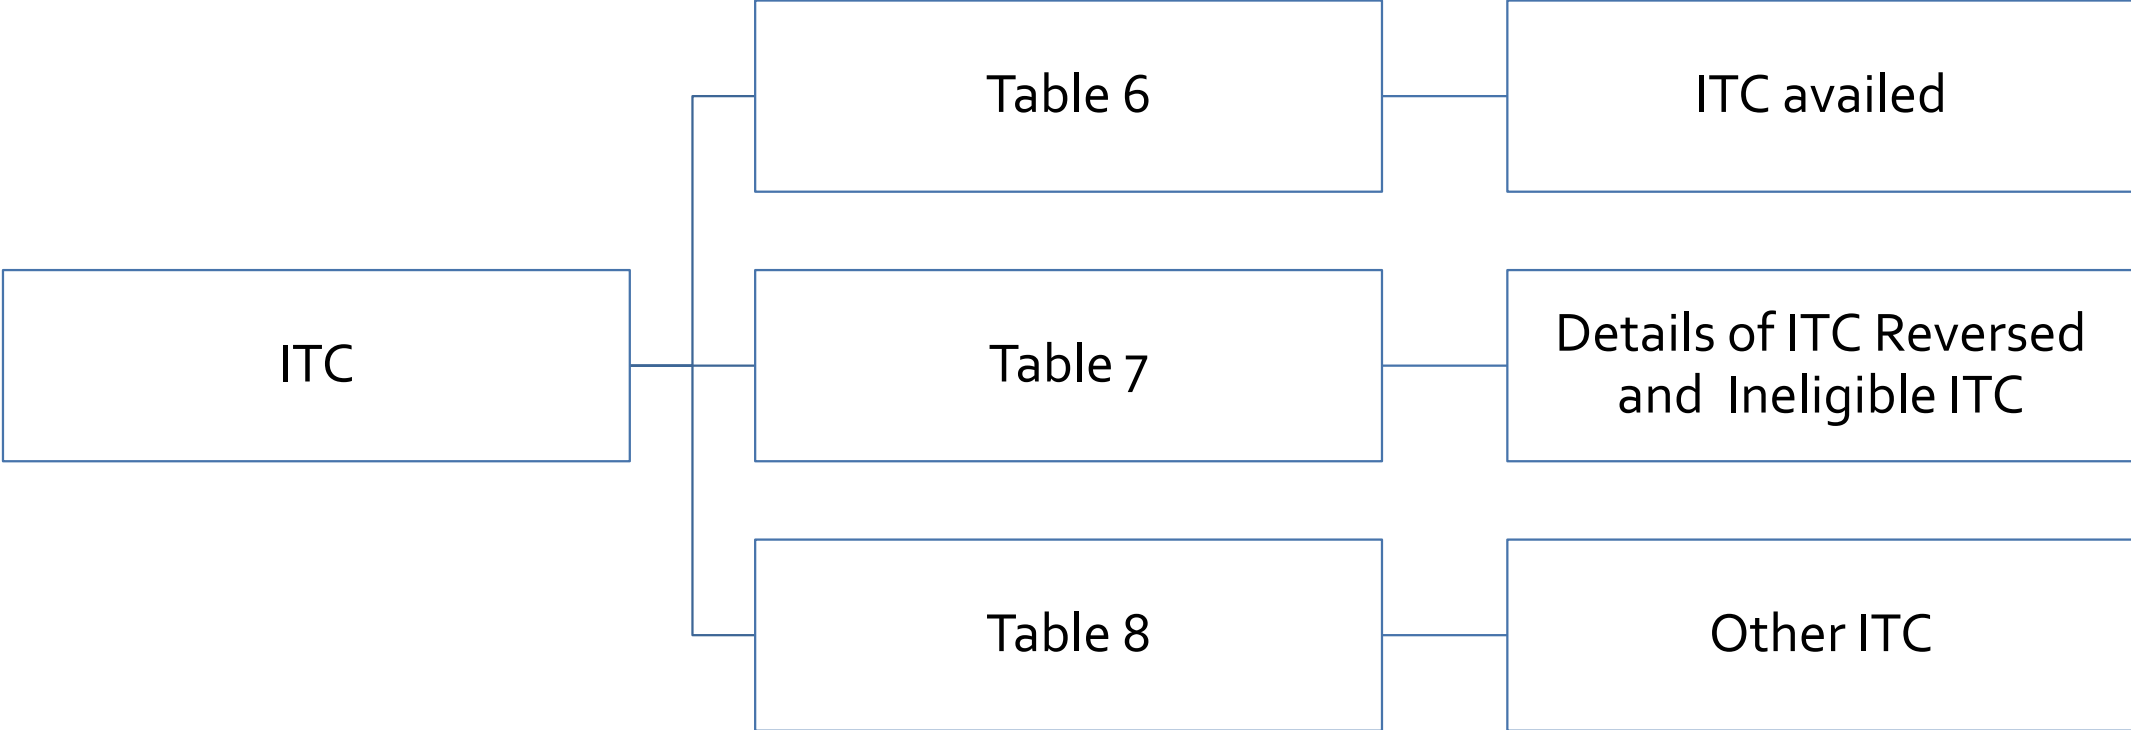 Table 6
ITC availed
ITC
Table 7
Details of ITC Reversed
and Ineligible ITC
Table 8
Other ITC